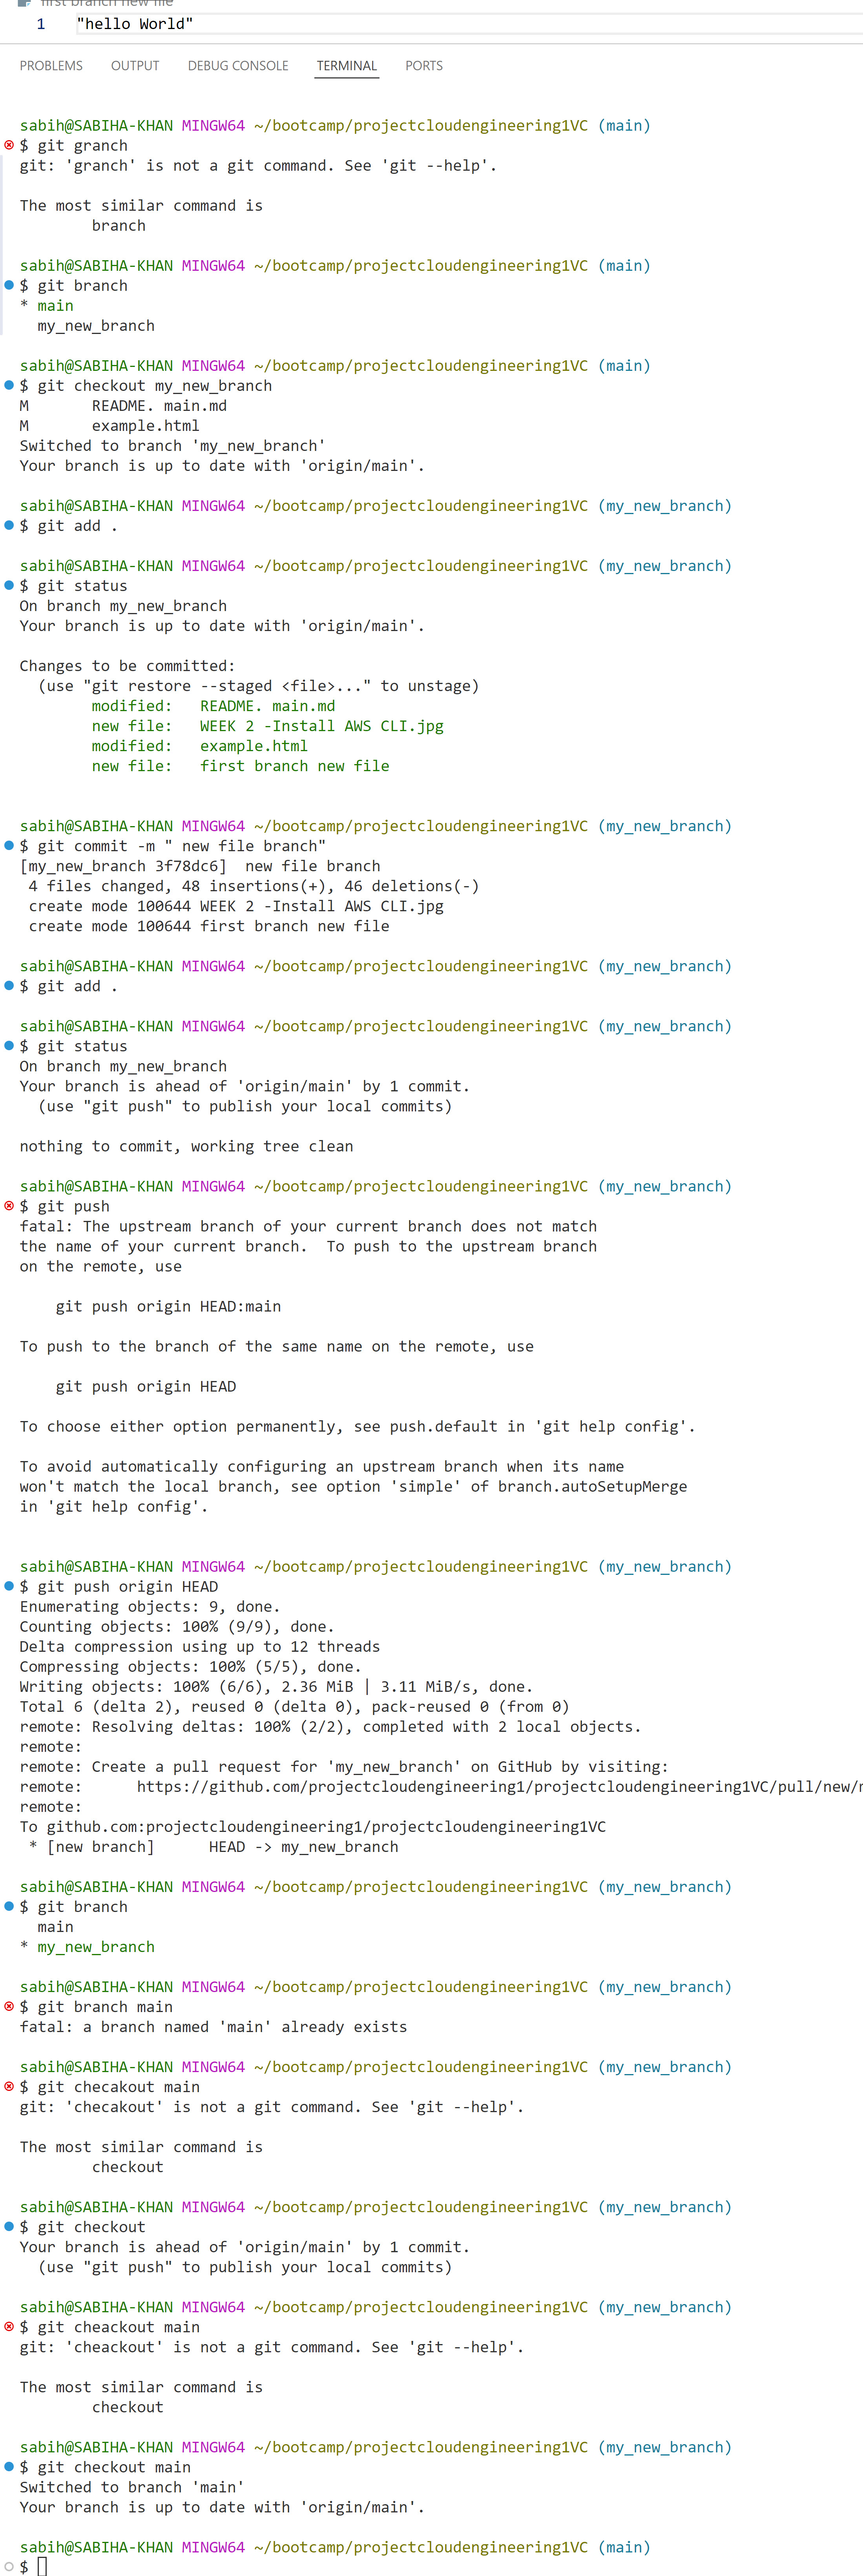 first branch new file
1 "hello World"
PROBLEMS OUTPUT DEBUG CONSOLE TERMINAL PORTS
sabih@SABIHA-KHAN MINGW64 ~/bootcamp/projectcloudengineering1VC (main)
$ git granch
git: 'granch' is not a git command. See 'git --help'.
The most similar command is
branch
sabih@SABIHA-KHAN MINGW64 ~/bootcamp/projectcloudengineering1VC (main)
$ git branch
* main
my_new_branch
sabih@SABIHA-KHAN MINGW64 ~/bootcamp/projectcloudengineering1VC (main)
$ git checkout my_new_branch
M README. main.md
M example.html
Switched to branch 'my_new_branch'
Your branch is up to date with 'origin/main'.
sabih@SABIHA-KHAN MINGW64 ~/bootcamp/projectcloudengineering1VC (my_new_branch)
$ git add .
sabih@SABIHA-KHAN MINGW64 ~/bootcamp/projectcloudengineering1VC (my_new_branch)
$ git status
On branch my_new_branch
Your branch is up to date with 'origin/main'.
Changes to be committed:
(use "git restore --staged <file>..." to unstage)
modified: README. main.md
new file: WEEK 2 -Install AWS CLI.jpg
modified: example.html
new file: first branch new file
sabih@SABIHA-KHAN MINGW64 ~/bootcamp/projectcloudengineering1VC (my_new_branch)
$ git commit -m " new file branch"
[my_new_branch 3f78dc6] new file branch
4 files changed, 48 insertions(+), 46 deletions(-)
create mode 100644 WEEK 2 -Install AWS CLI.jpg
create mode 100644 first branch new file
sabih@SABIHA-KHAN MINGW64 ~/bootcamp/projectcloudengineering1VC (my_new_branch)
$ git add .
sabih@SABIHA-KHAN MINGW64 ~/bootcamp/projectcloudengineering1VC (my_new_branch)
$ git status
On branch my_new_branch
Your branch is ahead of 'origin/main' by 1 commit.
(use "git push" to publish your local commits)
nothing to commit, working tree clean
sabih@SABIHA-KHAN MINGW64 ~/bootcamp/projectcloudengineering1VC (my_new_branch)
$ git push
fatal: The upstream branch of your current branch does not match
the name of your current branch.  To push to the upstream branch
on the remote, use
git push origin HEAD:main
To push to the branch of the same name on the remote, use
git push origin HEAD
To choose either option permanently, see push.default in 'git help config'.
To avoid automatically configuring an upstream branch when its name
won't match the local branch, see option 'simple' of branch.autoSetupMerge
in 'git help config'.
sabih@SABIHA-KHAN MINGW64 ~/bootcamp/projectcloudengineering1VC (my_new_branch)
$ git push origin HEAD
Enumerating objects: 9, done.
Counting objects: 100% (9/9), done.
Delta compression using up to 12 threads
Compressing objects: 100% (5/5), done.
Writing objects: 100% (6/6), 2.36 MiB | 3.11 MiB/s, done.
Total 6 (delta 2), reused 0 (delta 0), pack-reused 0 (from 0)
remote: Resolving deltas: 100% (2/2), completed with 2 local objects.
remote:
remote: Create a pull request for 'my_new_branch' on GitHub by visiting:
remote: https://github.com/projectcloudengineering1/projectcloudengineering1VC/pull/new/
remote:
To github.com:projectcloudengineering1/projectcloudengineering1VC
* [new branch] HEAD -> my_new_branch
sabih@SABIHA-KHAN MINGW64 ~/bootcamp/projectcloudengineering1VC (my_new_branch)
$ git branch
main
* my_new_branch
sabih@SABIHA-KHAN MINGW64 ~/bootcamp/projectcloudengineering1VC (my_new_branch)
$ git branch main
fatal: a branch named 'main' already exists
sabih@SABIHA-KHAN MINGW64 ~/bootcamp/projectcloudengineering1VC (my_new_branch)
$ git checakout main
git: 'checakout' is not a git command. See 'git --help'.
The most similar command is
checkout
sabih@SABIHA-KHAN MINGW64 ~/bootcamp/projectcloudengineering1VC (my_new_branch)
$ git checkout
Your branch is ahead of 'origin/main' by 1 commit.
(use "git push" to publish your local commits)
sabih@SABIHA-KHAN MINGW64 ~/bootcamp/projectcloudengineering1VC (my_new_branch)
$ git cheackout main
git: 'cheackout' is not a git command. See 'git --help'.
The most similar command is
checkout
sabih@SABIHA-KHAN MINGW64 ~/bootcamp/projectcloudengineering1VC (my_new_branch)
$ git checkout main
Switched to branch 'main'
Your branch is up to date with 'origin/main'.
sabih@SABIHA-KHAN MINGW64 ~/bootcamp/projectcloudengineering1VC (main)
$